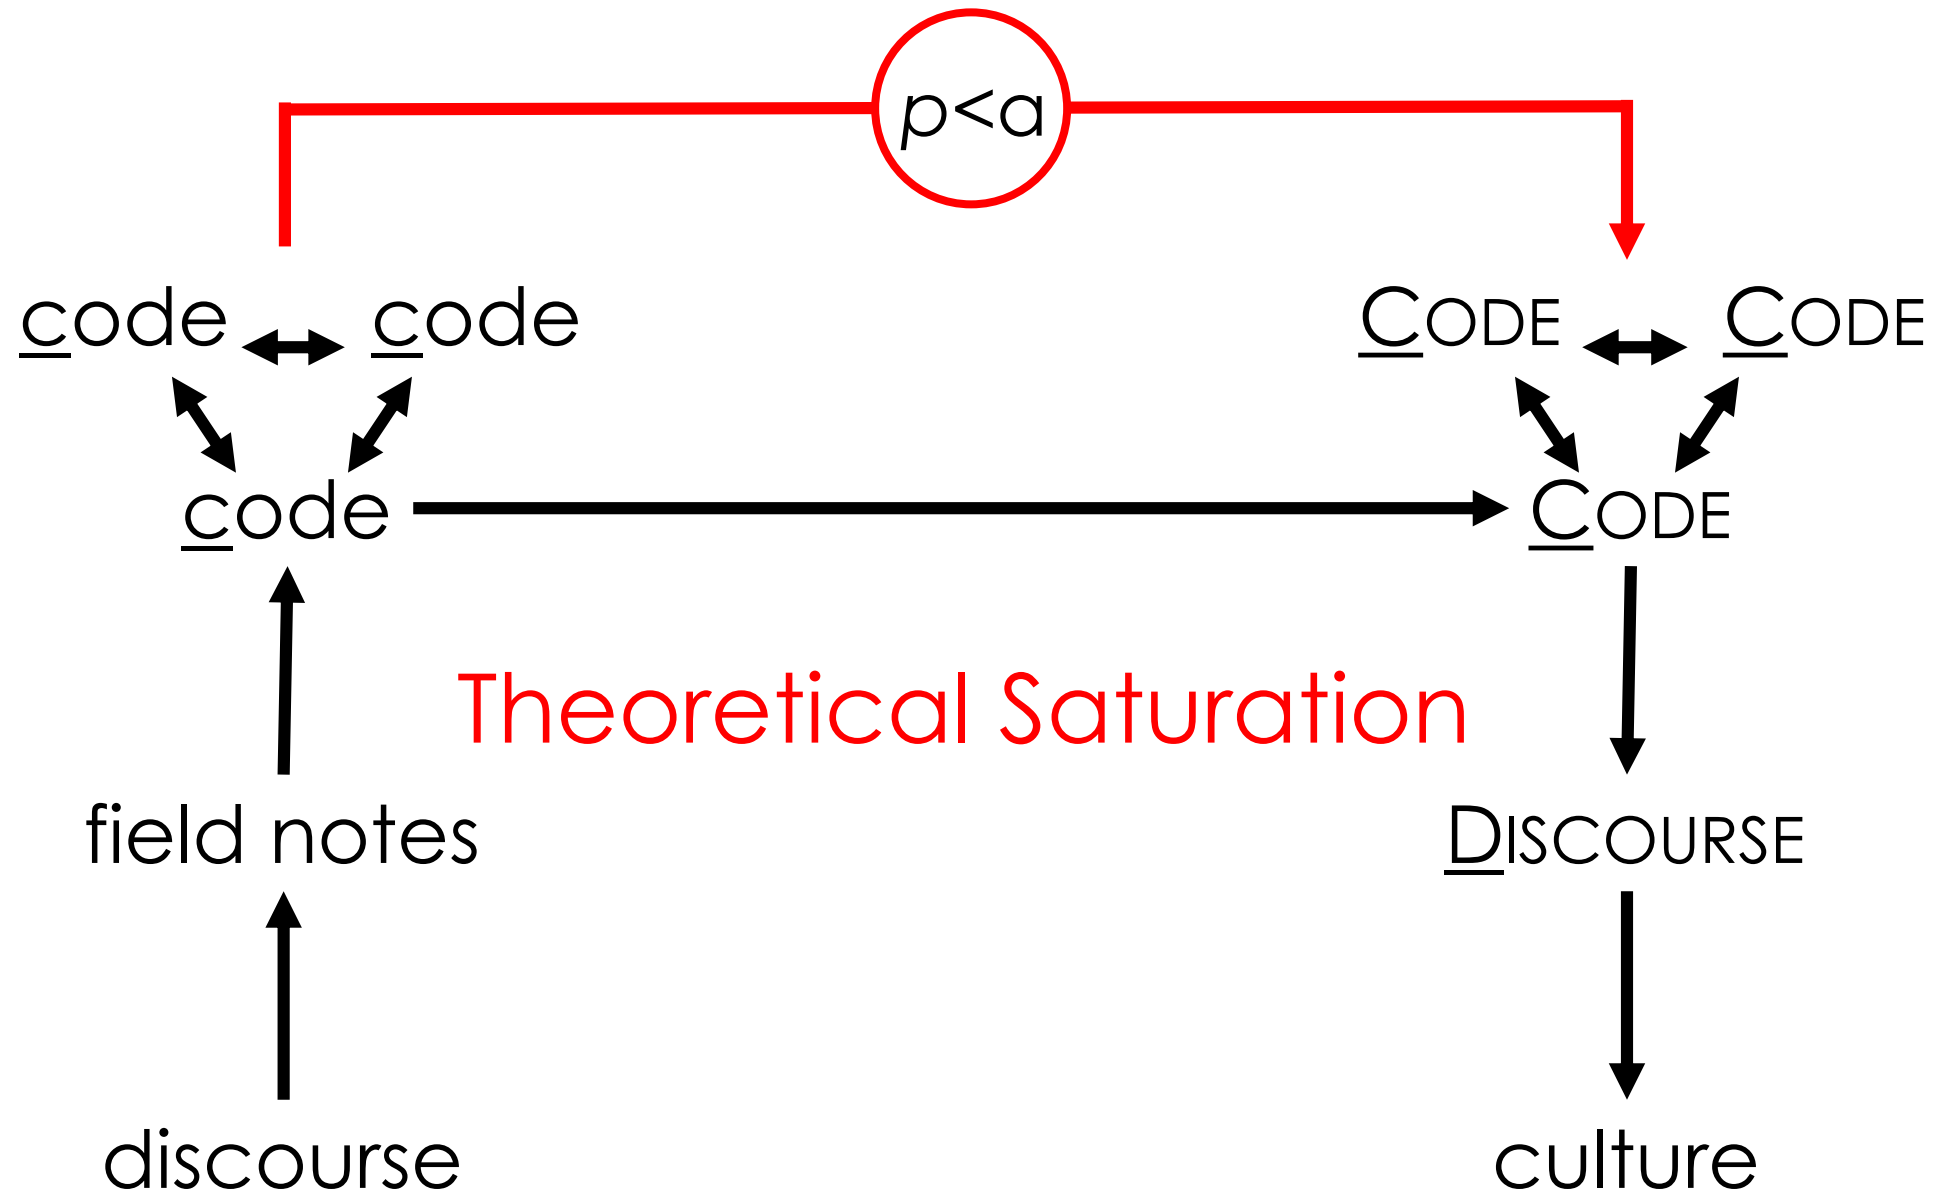 p<a
code code
CODE CODE
code
CODE
Theoretical Saturation
field notes
DISCOURSE
discourse
culture